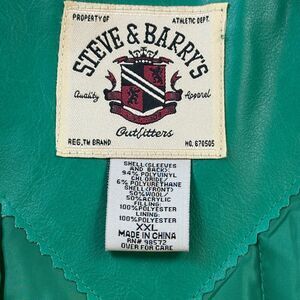 PROPERTY OF
ATHLETIC DEPT.
STEVE & BARRY'S
Quality Apparel
Outfitters
REG.TM BRAND
NO. 670505
SHELL(SLEEVES
AND BACK):
94% POLYVINYL
CHLORIDE/
6% POLYURETHANE
SHELL(FRONT)
50%WOOL/
50%ACRYLIC
FILLING:
100%POLYESTER
LINING:
100%POLYESTER
XXL
MADE IN CHINA
RN# 98572
OVER FOR CARE